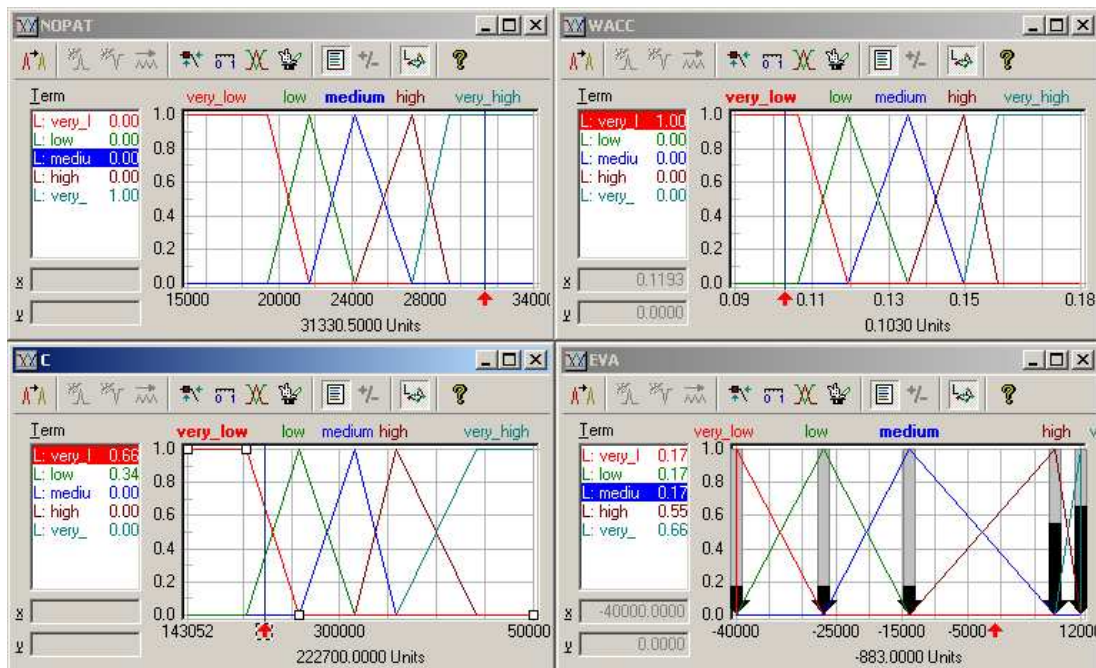 NOPAT
Term
very_low low medium high very_high
L: very_l 0.00
L: low 0.00
L: mediu 0.00
L: high 0.00
L: very_ 1.00
1.0
0.8
0.6
0.4
0.2
0.0
x
y
15000 20000 24000 28000 34000
31330.5000 Units
WACC
Term
very_low low medium high very_high
L: very_l 1.00
L: low 0.00
L: mediu 0.00
L: high 0.00
L: very_ 0.00
1.0
0.8
0.6
0.4
0.2
0.0
x 0.1193
y 0.0000
0.09 0.11 0.13 0.15 0.18
0.1030 Units
C
Term
very_low low medium high very_high
L: very_l 0.66
L: low 0.34
L: mediu 0.00
L: high 0.00
L: very_ 0.00
1.0
0.8
0.6
0.4
0.2
0.0
x
y
143052 300000 50000
222700.0000 Units
EVA
Term
very_low low medium high v
L: very_l 0.17
L: low 0.17
L: mediu 0.17
L: high 0.55
L: very_ 0.66
1.0
0.8
0.6
0.4
0.2
0.0
x -40000.0000
y 0.0000
-40000 -25000 -15000 -5000 12000
-883.0000 Units